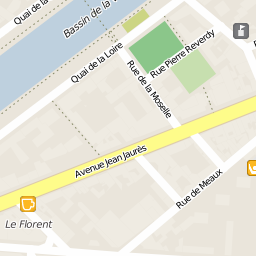 Quai de la
Bassin de la
Quai de la Loire
Rue Pierre Reverdy
Rue de la Moselle
Avenue Jean Jaurès
Rue de Meaux
Le Florent